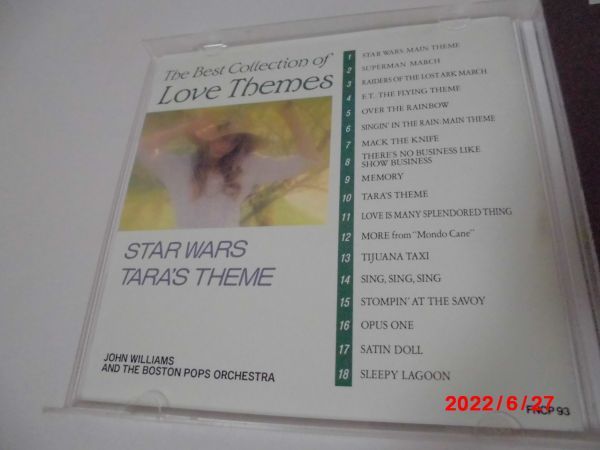 The Best Collection of
Love Themes
STAR WARS
TARA'S THEME
JOHN WILLIAMS
AND THE BOSTON POPS ORCHESTRA
1 STAR WARS: MAIN THEME
2 SUPERMAN MARCH
3 RAIDERS OF THE LOST ARK MARCH
4 E.T. THE FLYING THEME
5 OVER THE RAINBOW
6 SINGIN' IN THE RAIN: MAIN THEME
7 MACK THE KNIFE
8 THERE'S NO BUSINESS LIKE
SHOW BUSINESS
9 MEMORY
10 TARA'S THEME
11 LOVE IS MANY SPLENDORED THING
12 MORE from "Mondo Cane"
13 TIJUANA TAXI
14 SING, SING, SING
15 STOMPIN' AT THE SAVOY
16 OPUS ONE
17 SATIN DOLL
18 SLEEPY LAGOON
2022/6/27
FNCP 93